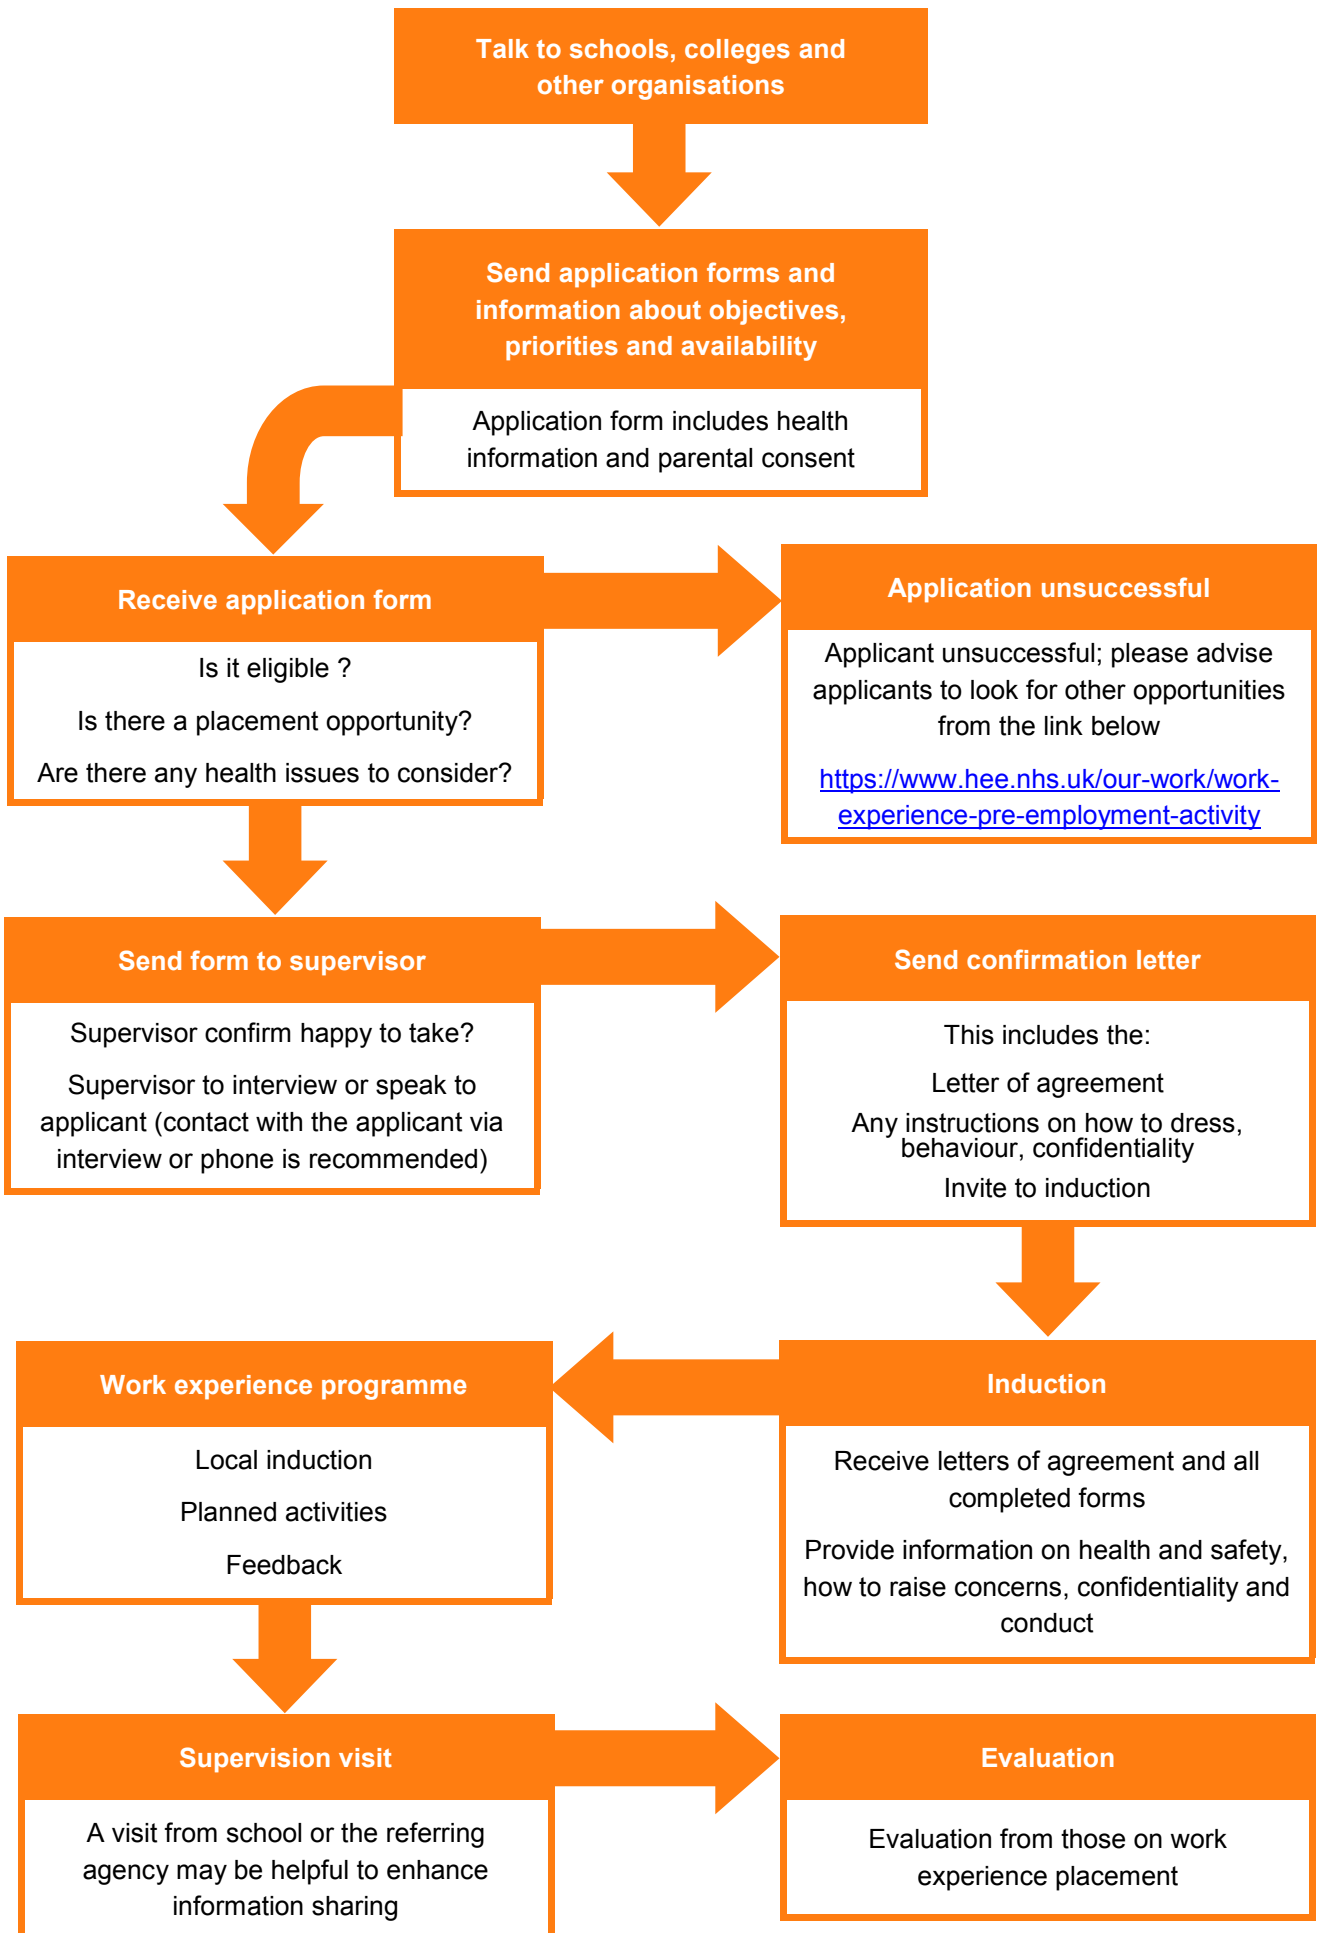 Talk to schools, colleges and
other organisations
Send application forms and
information about objectives,
priorities and availability
Application form includes health
information and parental consent
Receive application form
Is it eligible ?
Is there a placement opportunity?
Are there any health issues to consider?
Application unsuccessful
Applicant unsuccessful; please advise
applicants to look for other opportunities
from the link below
https://www.hee.nhs.uk/our-work/work-
experience-pre-employment-activity
Send form to supervisor
Supervisor confirm happy to take?
Supervisor to interview or speak to
applicant (contact with the applicant via
interview or phone is recommended)
Send confirmation letter
This includes the:
Letter of agreement
Any instructions on how to dress,
behaviour, confidentiality
Invite to induction
Induction
Receive letters of agreement and all
completed forms
Provide information on health and safety,
how to raise concerns, confidentiality and
conduct
Work experience programme
Local induction
Planned activities
Feedback
Supervision visit
A visit from school or the referring
agency may be helpful to enhance
information sharing
Evaluation
Evaluation from those on work
experience placement